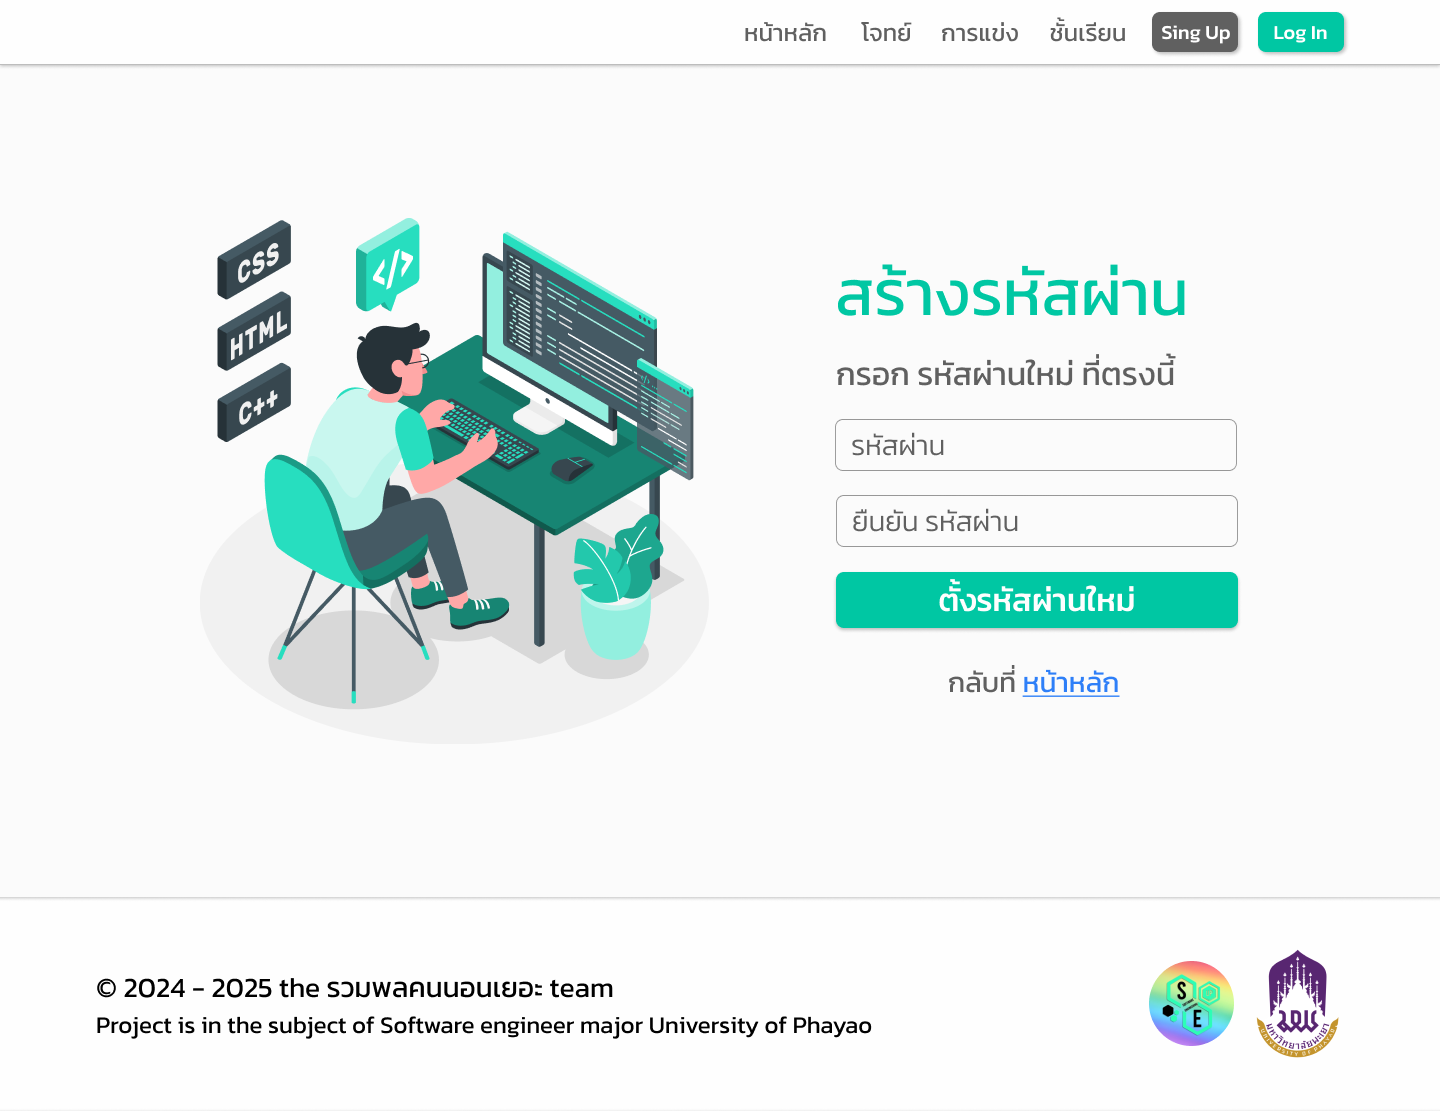 หน้าหลัก โจทย์ การแข่ง ชั้นเรียน Sing Up Log In
CSS
HTML
C++
</>
สร้างรหัสผ่าน
กรอก รหัสผ่านใหม่ ที่ตรงนี้
รหัสผ่าน
ยืนยัน รหัสผ่าน
ตั้งรหัสผ่านใหม่
กลับที่ หน้าหลัก
© 2024 - 2025 the รวมพลคนนอนเยอะ team
Project is in the subject of Software engineer major University of Phayao
S
E
มหาวิทยาลัยพะเยา
UNIVERSITY OF PHAYAO